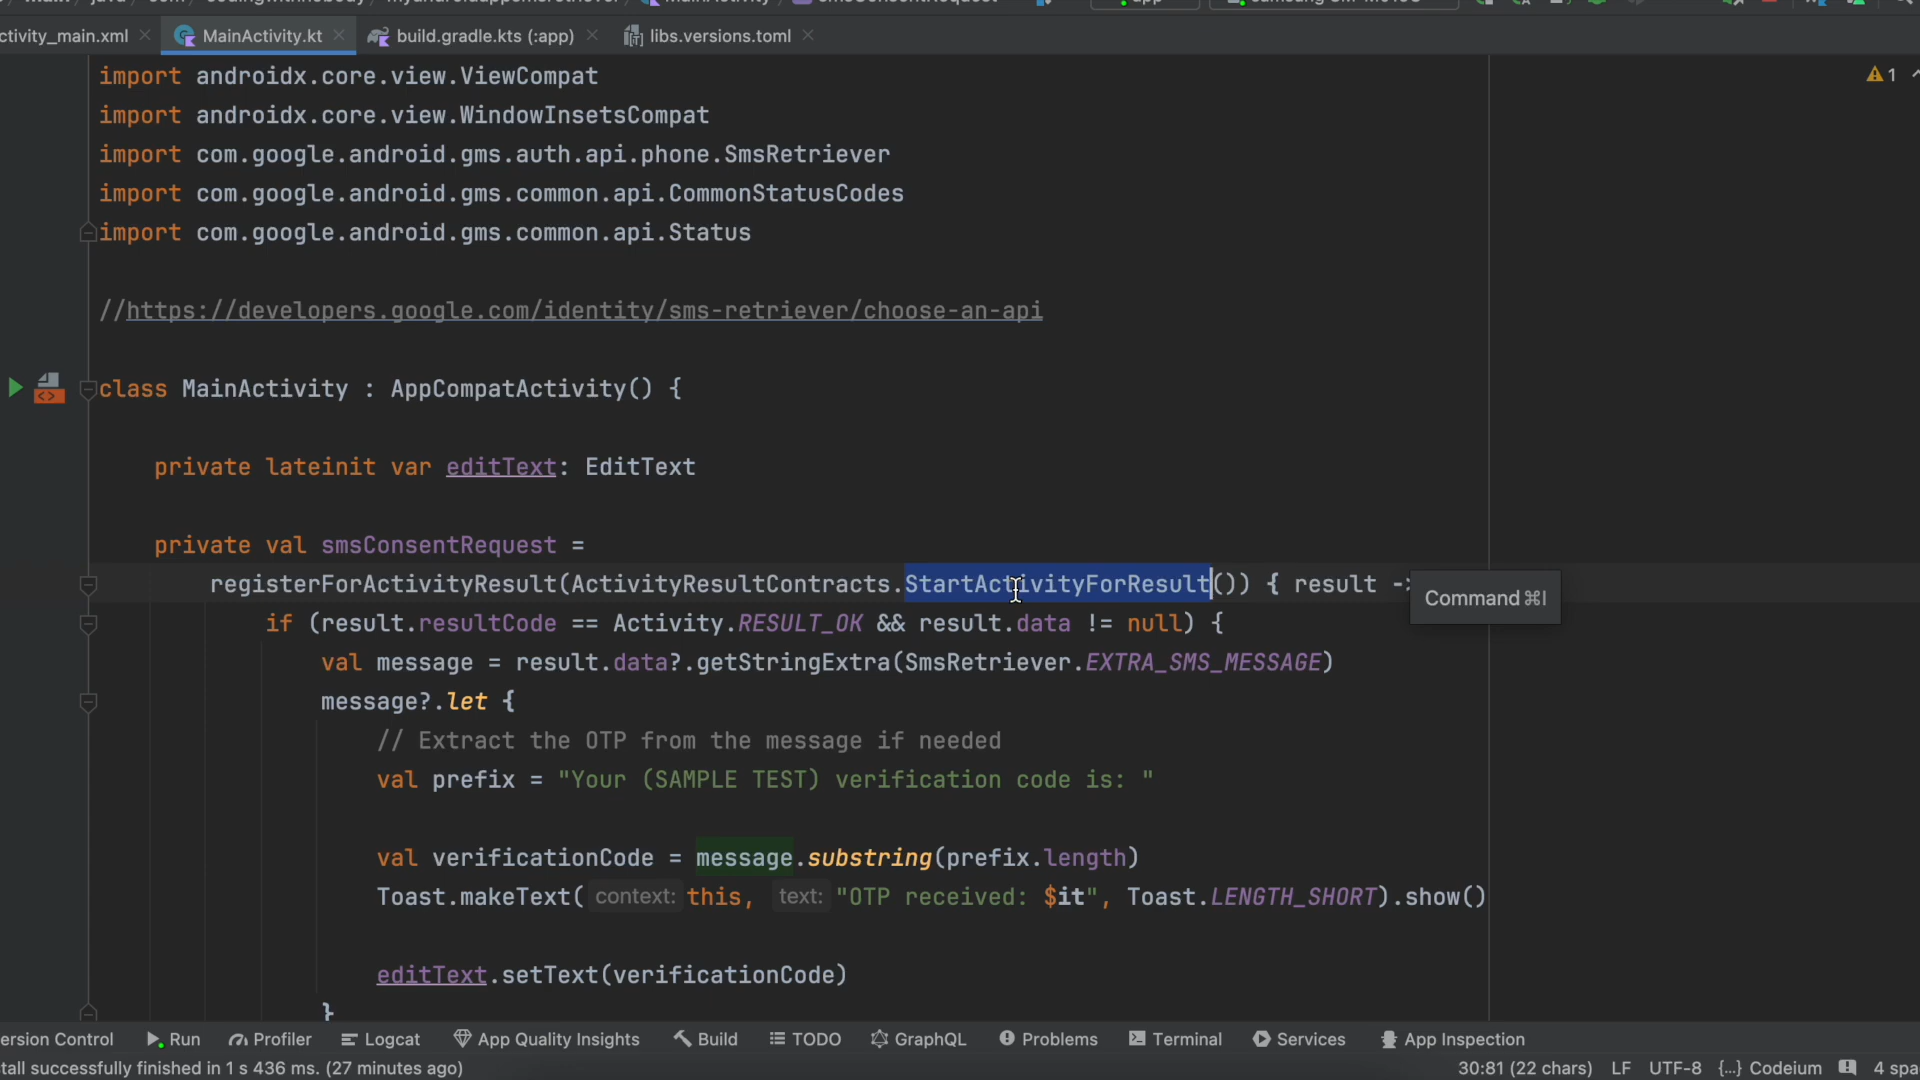 ctivity_main.xml MainActivity.kt build.gradle.kts (:app) libs.versions.toml
import androidx.core.view.ViewCompat
1
import androidx.core.view.WindowInsetsCompat
import com.google.android.gms.auth.api.phone.SmsRetriever
import com.google.android.gms.common.api.CommonStatusCodes
import com.google.android.gms.common.api.Status
//https://developers.google.com/identity/sms-retriever/choose-an-api
class MainActivity : AppCompatActivity() {
private lateinit var editText: EditText
private val smsConsentRequest =
registerForActivityResult(ActivityResultContracts.StartActivityForResult()) { result ->
Command ⌘I
if (result.resultCode == Activity.RESULT_OK && result.data != null) {
val message = result.data?.getStringExtra(SmsRetriever.EXTRA_SMS_MESSAGE)
message?.let {
// Extract the OTP from the message if needed
val prefix = "Your (SAMPLE TEST) verification code is: "
val verificationCode = message.substring(prefix.length)
Toast.makeText( context: this, text: "OTP received: $it", Toast.LENGTH_SHORT).show()
editText.setText(verificationCode)
}
ersion Control Run Profiler Logcat App Quality Insights Build TODO GraphQL Problems Terminal Services App Inspection
tall successfully finished in 1 s 436 ms. (27 minutes ago) 30:81 (22 chars) LF UTF-8 {...} Codeium 4 spa